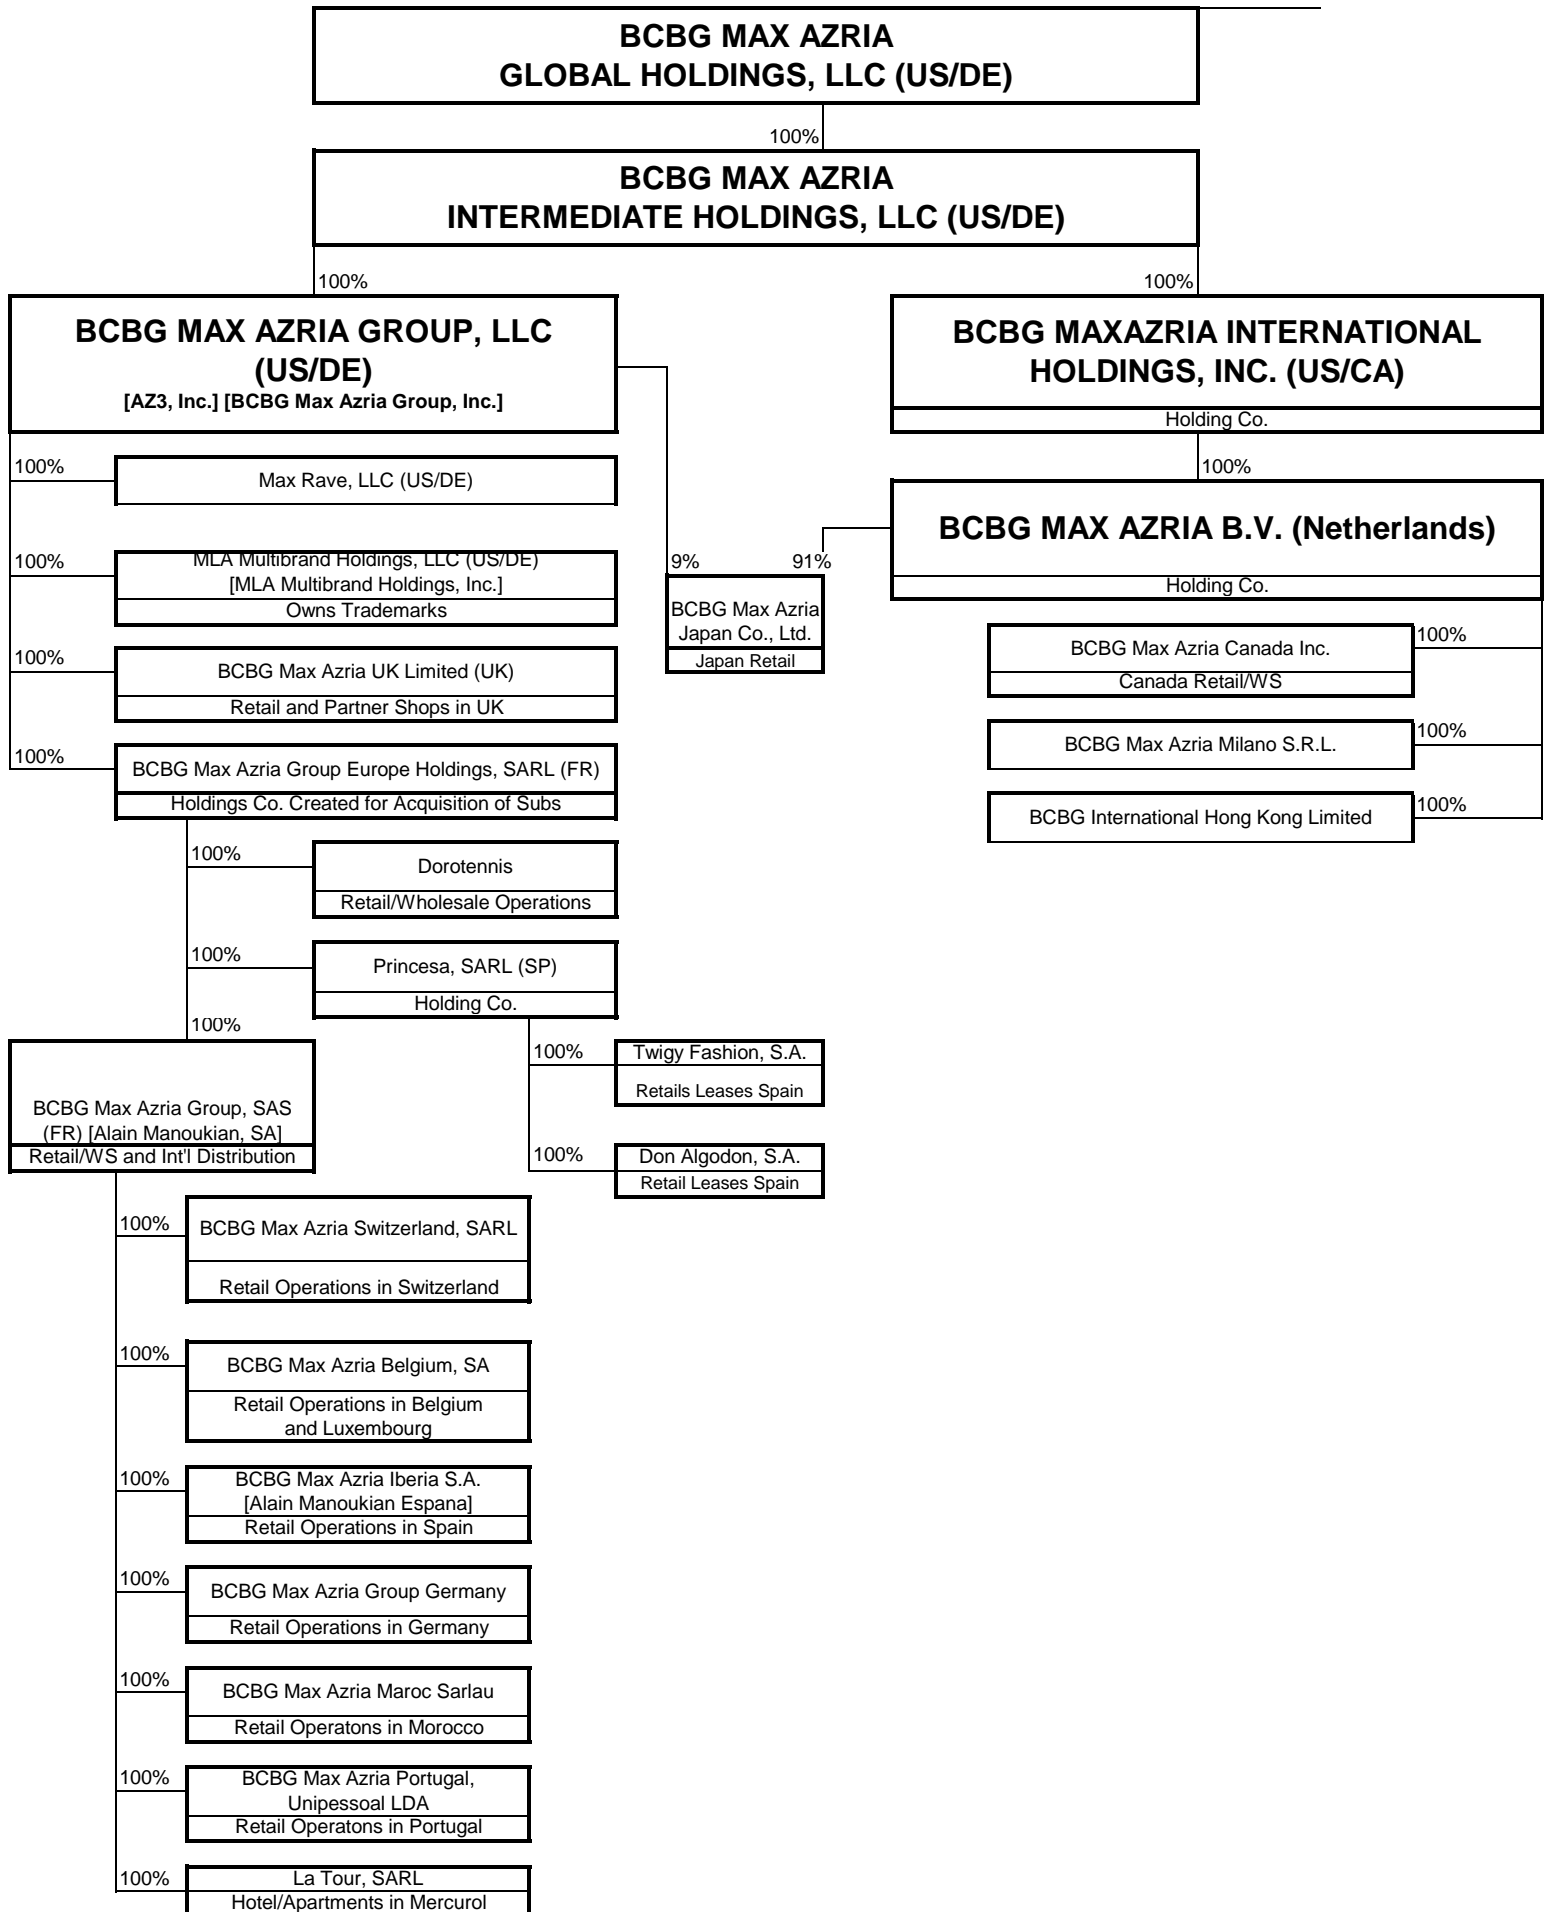 BCBG MAX AZRIA
GLOBAL HOLDINGS, LLC (US/DE)
100%
BCBG MAX AZRIA
INTERMEDIATE HOLDINGS, LLC (US/DE)
100%
100%
BCBG MAX AZRIA GROUP, LLC
(US/DE)
[AZ3, Inc.] [BCBG Max Azria Group, Inc.]
BCBG MAXAZRIA INTERNATIONAL
HOLDINGS, INC. (US/CA)
Holding Co.
100%
Max Rave, LLC (US/DE)
100%
BCBG MAX AZRIA B.V. (Netherlands)
Holding Co.
100%
MLA Multibrand Holdings, LLC (US/DE)
[MLA Multibrand Holdings, Inc.]
Owns Trademarks
9%
91%
BCBG Max Azria
Japan Co., Ltd.
Japan Retail
100%
BCBG Max Azria UK Limited (UK)
Retail and Partner Shops in UK
BCBG Max Azria Canada Inc.
Canada Retail/WS
100%
BCBG Max Azria Milano S.R.L.
100%
100%
BCBG Max Azria Group Europe Holdings, SARL (FR)
Holdings Co. Created for Acquisition of Subs
BCBG International Hong Kong Limited
100%
100%
Dorotennis
Retail/Wholesale Operations
100%
Princesa, SARL (SP)
Holding Co.
100%
BCBG Max Azria Group, SAS
(FR) [Alain Manoukian, SA]
Retail/WS and Int'l Distribution
100%
Twigy Fashion, S.A.
Retails Leases Spain
100%
Don Algodon, S.A.
Retail Leases Spain
100%
BCBG Max Azria Switzerland, SARL
Retail Operations in Switzerland
100%
BCBG Max Azria Belgium, SA
Retail Operations in Belgium
and Luxembourg
100%
BCBG Max Azria Iberia S.A.
[Alain Manoukian Espana]
Retail Operations in Spain
100%
BCBG Max Azria Group Germany
Retail Operations in Germany
100%
BCBG Max Azria Maroc Sarlau
Retail Operatons in Morocco
100%
BCBG Max Azria Portugal,
Unipessoal LDA
Retail Operatons in Portugal
100%
La Tour, SARL
Hotel/Apartments in Mercurol